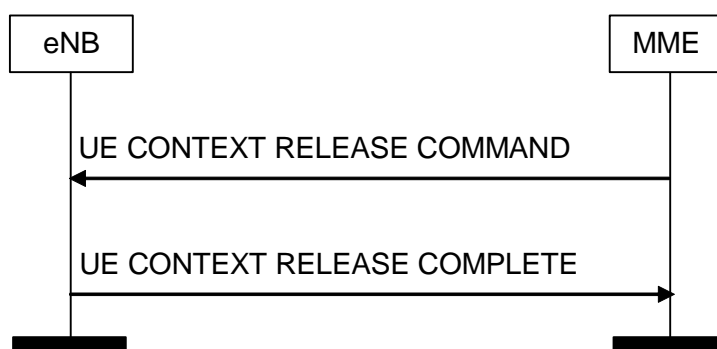 eNB
MME
UE CONTEXT RELEASE COMMAND
UE CONTEXT RELEASE COMPLETE